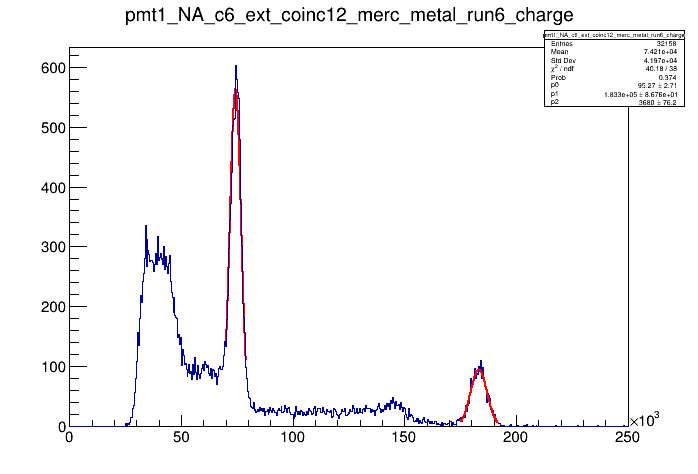 pmt1_NA_c6_ext_coinc12_merc_metal_run6_charge
pmt1_NA_c6_ext_coinc12_merc_metal_run6_charge
Entries 32158
Mean 7.421e+04
Std Dev 4.197e+04
χ² / ndf 40.18 / 38
Prob 0.374
p0 95.27 ± 2.71
p1 1.833e+05 ± 8.676e+01
p2 3680 ± 76.2
600
500
400
300
200
100
0
0 50 100 150 200 250
×10³